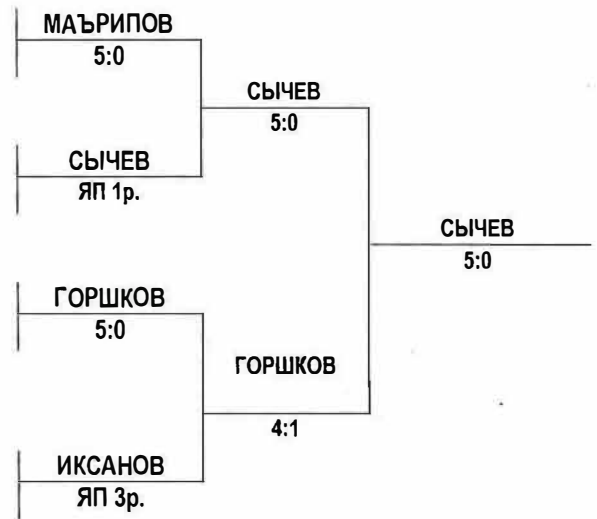 МАЪРИПОВ
5:0
СЫЧЕВ
5:0
СЫЧЕВ
ЯП 1р.
СЫЧЕВ
5:0
ГОРШКОВ
5:0
ГОРШКОВ
4:1
ИКСАНОВ
ЯП 3р.